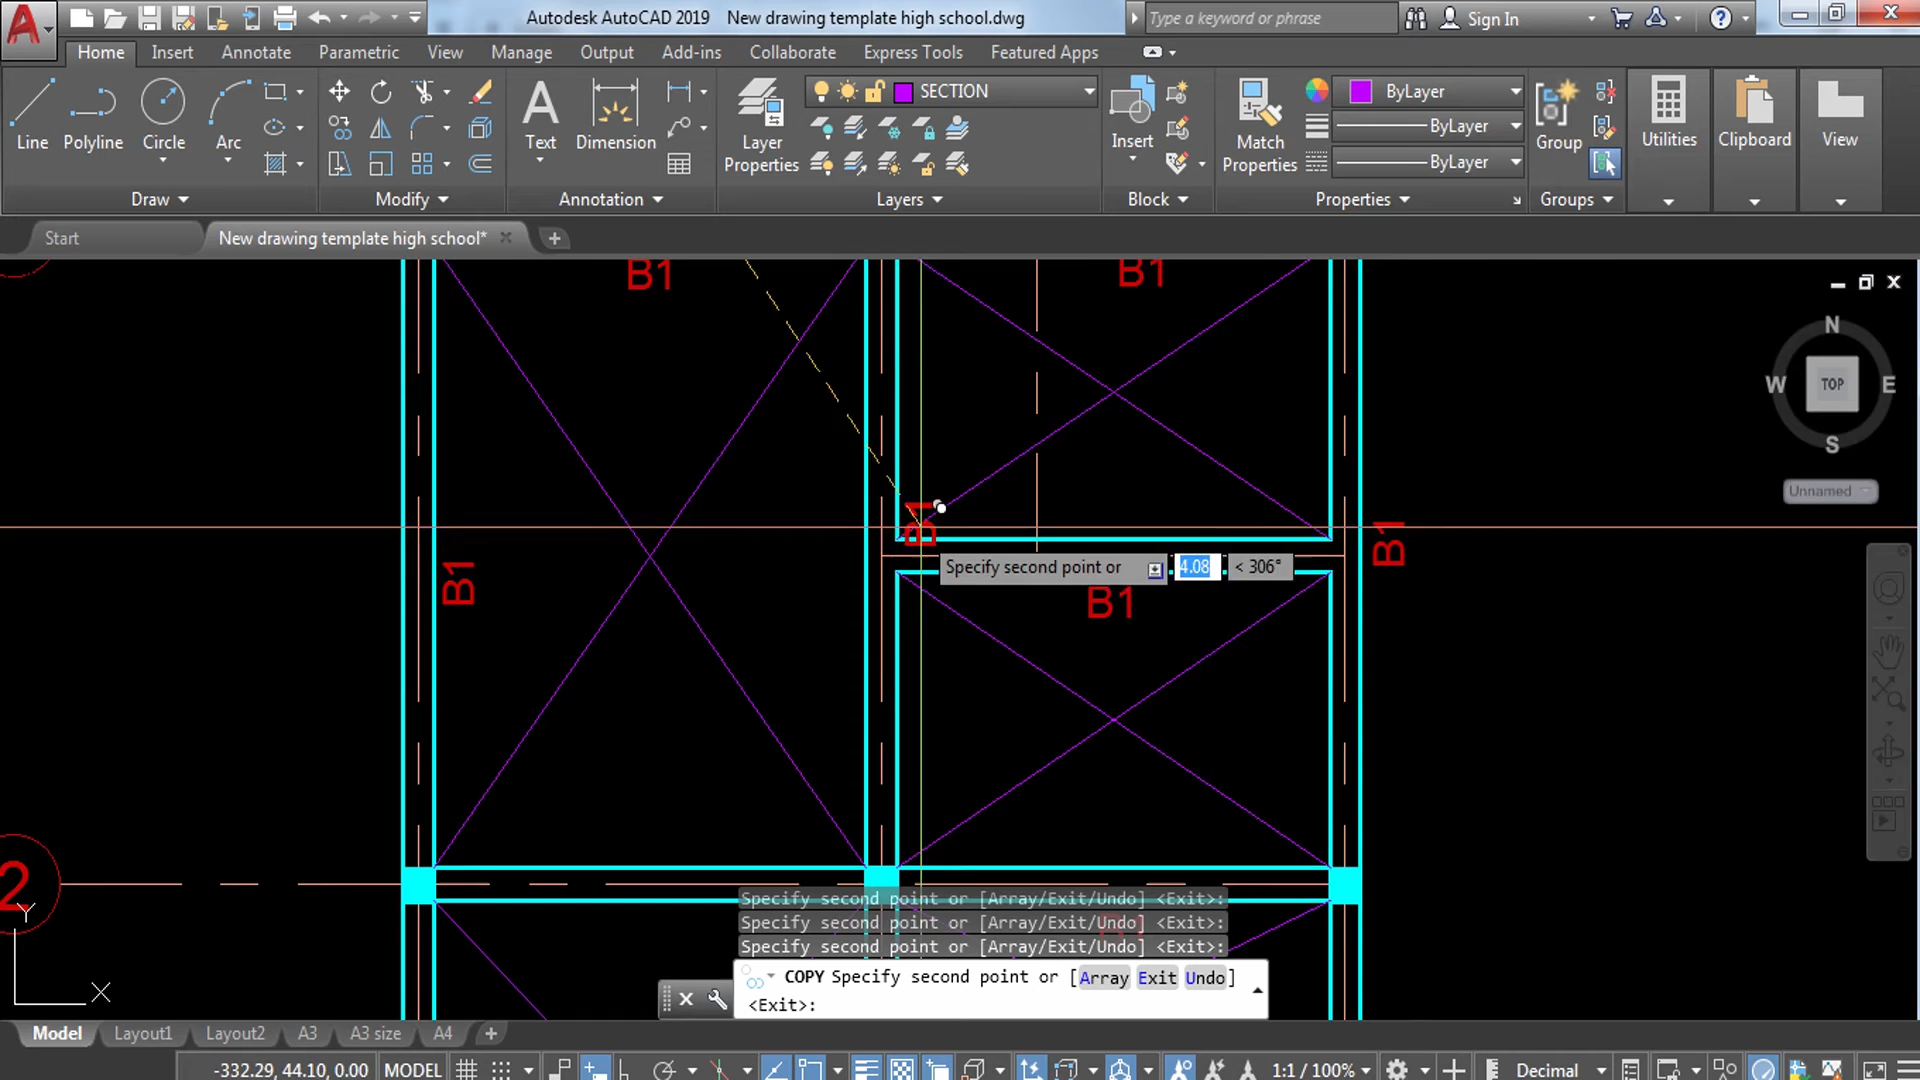 Autodesk AutoCAD 2019 New drawing template high school.dwg
Type a keyword or phrase
Sign In
Home Insert Annotate Parametric View Manage Output Add-ins Collaborate Express Tools Featured Apps
Line Polyline Circle Arc
Text Dimension
Layer Properties
SECTION
Insert
Match Properties
ByLayer
ByLayer
ByLayer
Group
Utilities
Clipboard
View
Draw Modify Annotation Layers Block Properties Groups
Start
New drawing template high school*
B1
B1
N
W
TOP
E
S
Unnamed
B1
B1
B1
Specify second point or 4.08 < 306°
B1
2
Y
X
Specify second point or [Array/Exit/Undo] <Exit>:
Specify second point or [Array/Exit/Undo] <Exit>:
Specify second point or [Array/Exit/Undo] <Exit>:
COPY Specify second point or [Array Exit Undo]
<Exit>:
Model Layout1 Layout2 A3 A3 size A4
-332.29, 44.10, 0.00 MODEL 1:1 / 100% Decimal